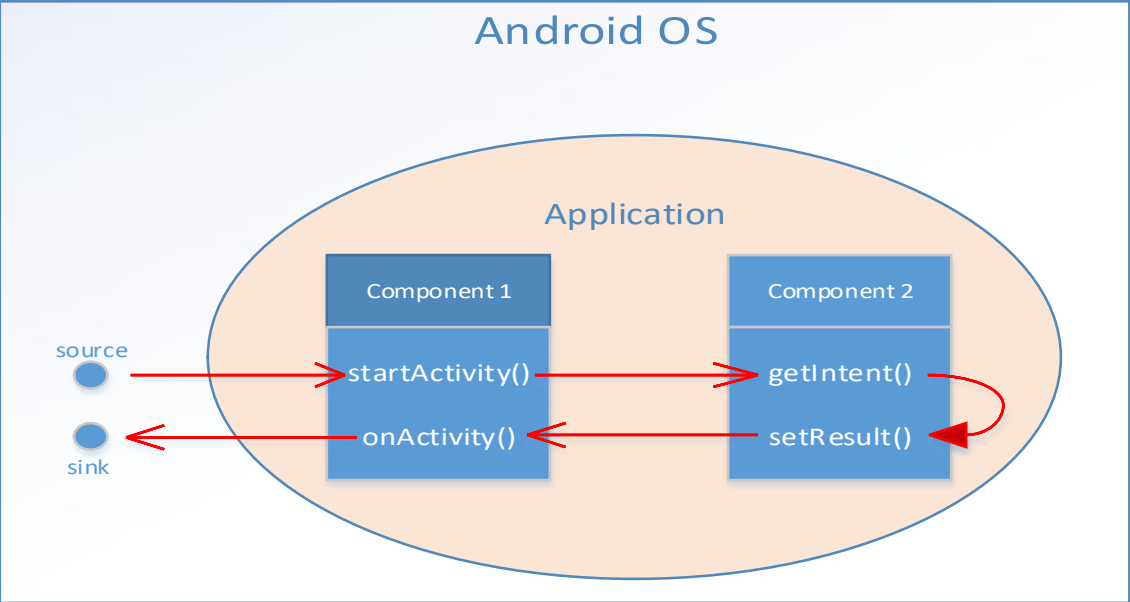 Android OS
Application
Component 1
Component 2
source
startActivity()
getIntent()
onActivity()
setResult()
sink